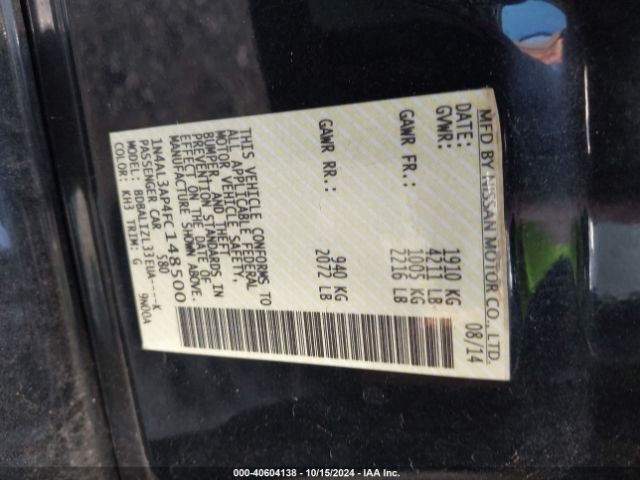 MFD BY NISSAN MOTOR CO., LTD.
DATE: 08/14
GVWR: 1910 KG
4211 LB
GAWR FR.: 1005 KG
2216 LB
GAWR RR.: 940 KG
2072 LB
THIS VEHICLE CONFORMS TO
ALL APPLICABLE FEDERAL
MOTOR VEHICLE SAFETY,
BUMPER, AND THEFT
PREVENTION STANDARDS IN
EFFECT ON THE DATE OF
MANUFACTURE SHOWN ABOVE.
1N4AL3AP4FC148500
PASSENGER CAR 580
MODEL: BDRALTZL33EUA----K
COLOR: KH3 TRIM: G 9N00A
000-40604138 - 10/15/2024 - IAA Inc.